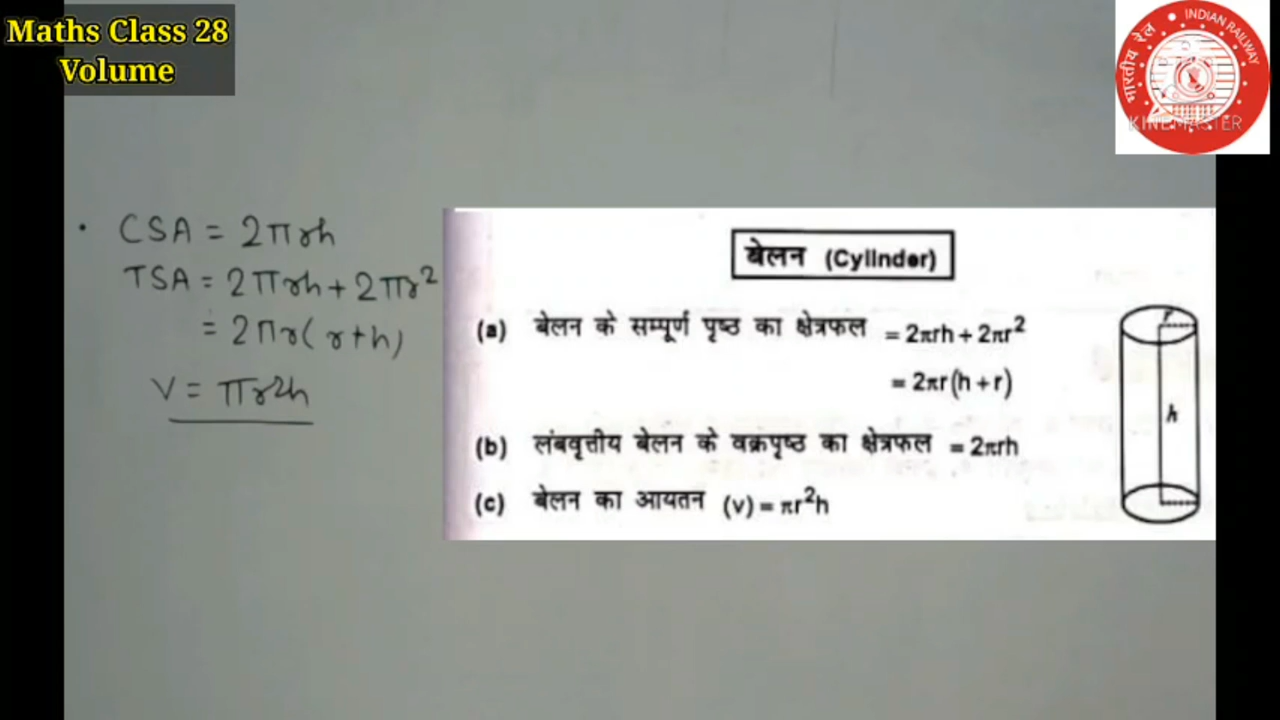 Maths Class 28
Volume
भारतीय रेल INDIAN RAILWAY
KINEMASTER
CSA = 2πrh
TSA = 2πrh + 2πr²
= 2πr(r+h)
V = πr²h
बेलन (Cylinder)
(a) बेलन के सम्पूर्ण पृष्ठ का क्षेत्रफल = 2πrh + 2πr²
= 2πr(h + r)
(b) लंबवृत्तीय बेलन के वक्रपृष्ठ का क्षेत्रफल = 2πrh
(c) बेलन का आयतन (v) = πr²h
r
h